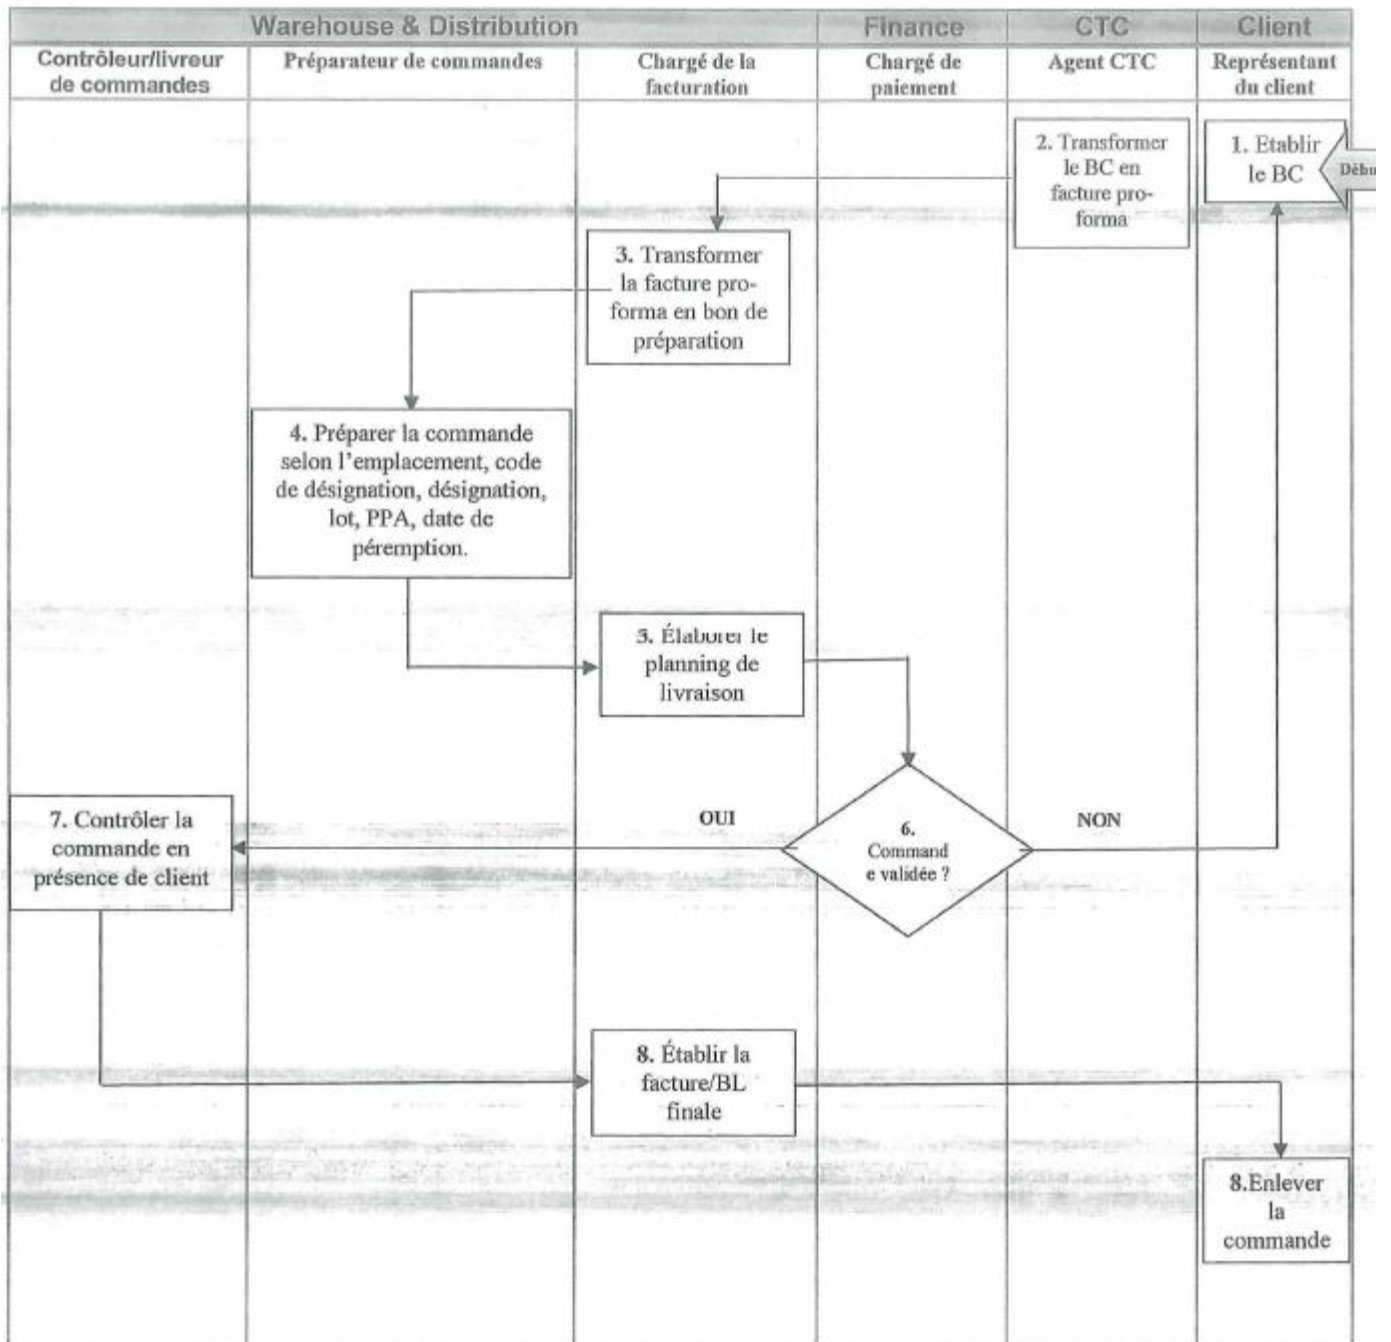 Warehouse & Distribution
Finance
CTC
Client
Contrôleur/livreur
de commandes
Préparateur de commandes
Chargé de la
facturation
Chargé de
paiement
Agent CTC
Représentant
du client
1. Etablir
le BC
Débu
2. Transformer
le BC en
facture pro-
forma
3. Transformer
la facture pro-
forma en bon de
préparation
4. Préparer la commande
selon l'emplacement, code
de désignation, désignation,
lot, PPA, date de
péremption.
5. Élaborer le
planning de
livraison
6.
Command
e validée ?
OUI
NON
7. Contrôler la
commande en
présence de client
8. Établir la
facture/BL
finale
8.Enlever
la
commande